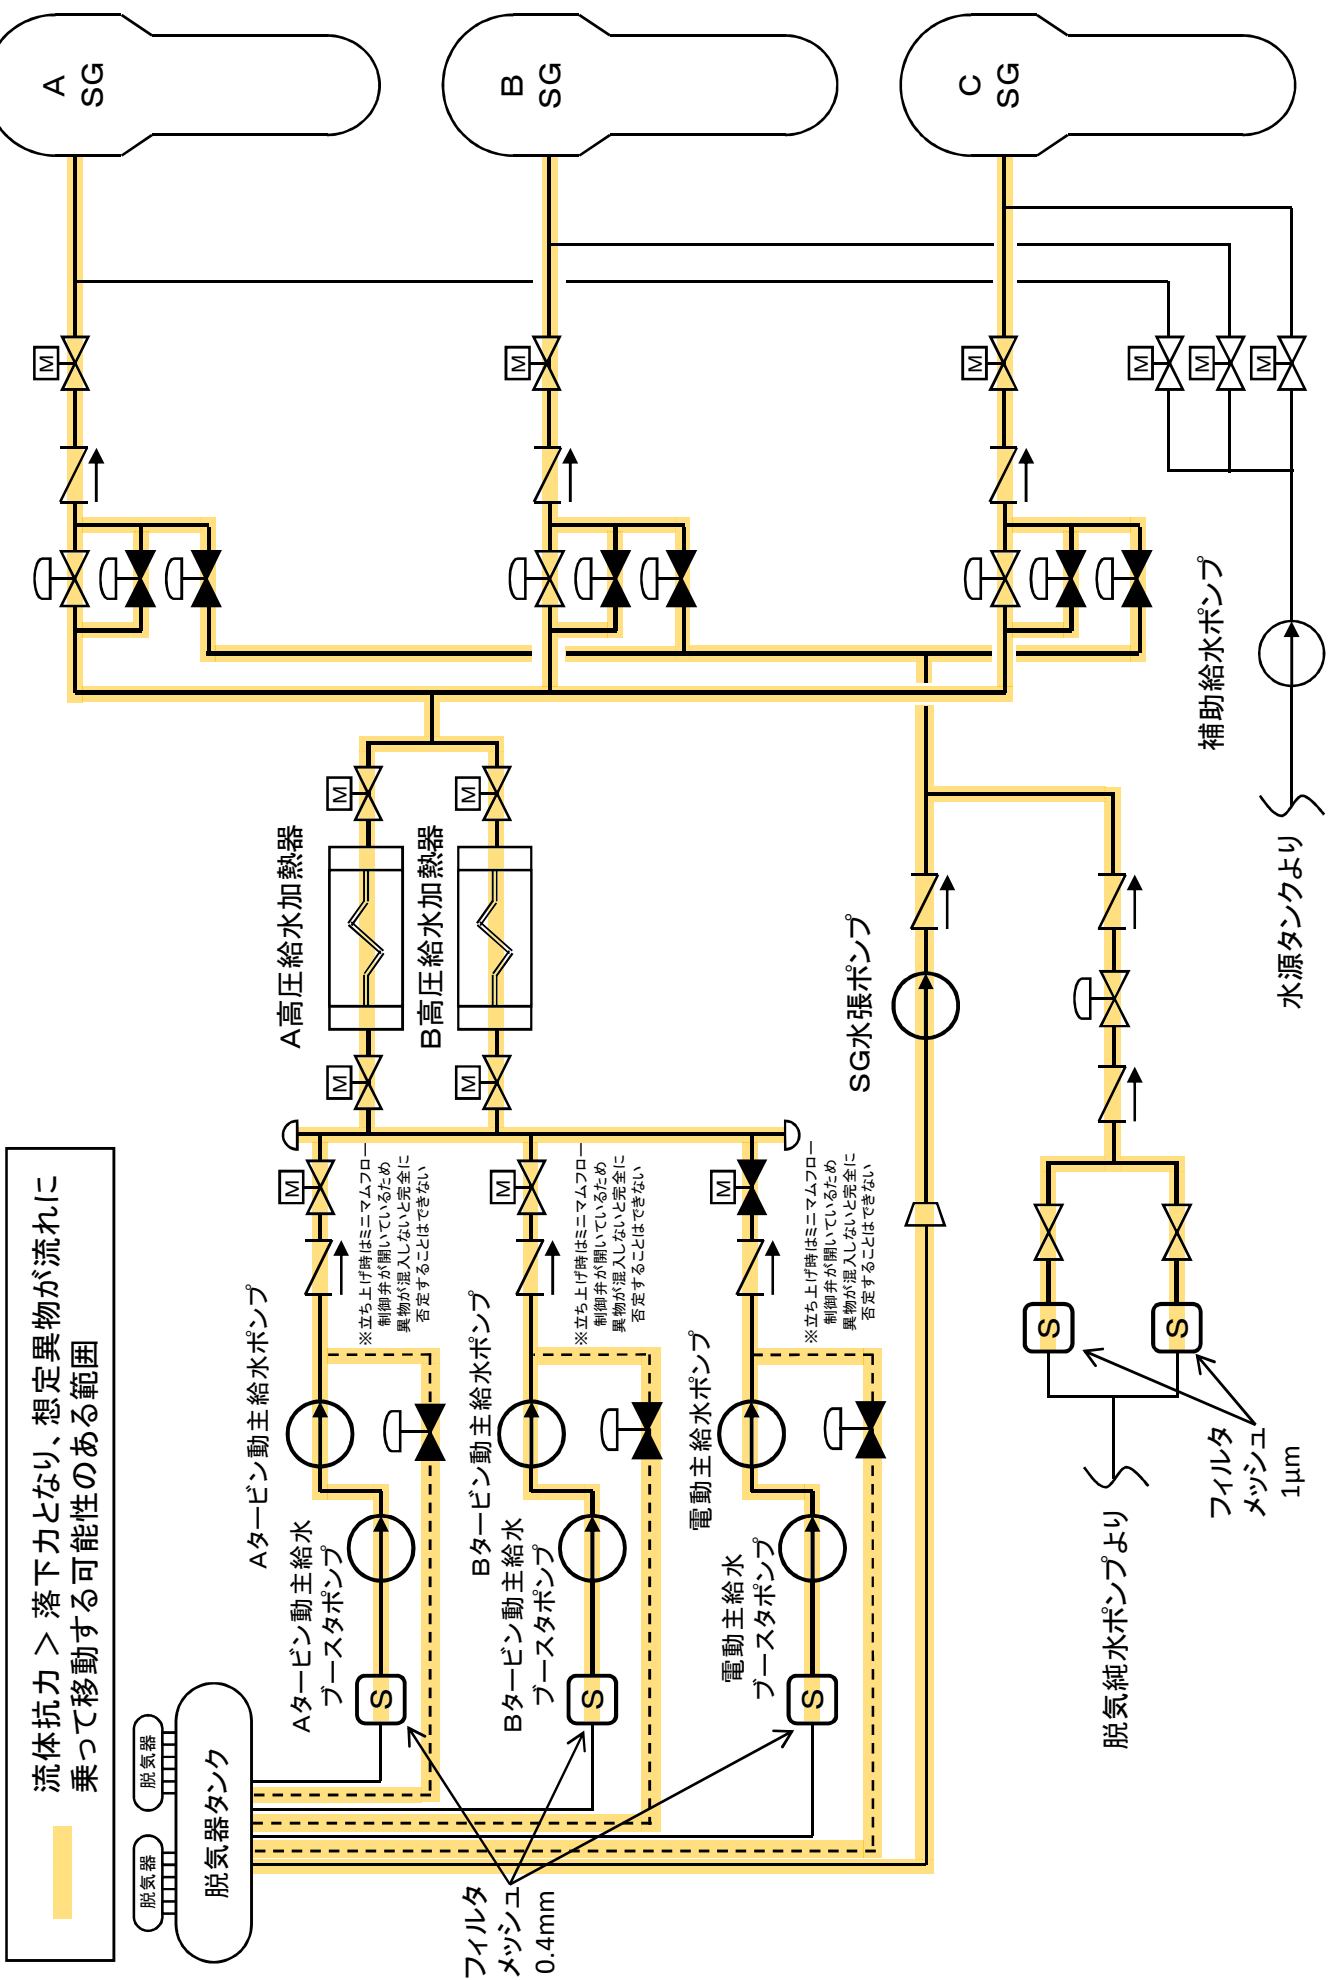 流体抗力 ＞ 落下力となり、想定異物が流れに
乗って移動する可能性のある範囲
A
SG
B
SG
C
SG
M
M
M
M
M
M
M
M
A高圧給水加熱器
B高圧給水加熱器
M
M
M
M
M
※立ち上げ時はミニマムフロー
制御弁が開いているため
異物が混入しないと完全に
否定することはできない
※立ち上げ時はミニマムフロー
制御弁が開いているため
異物が混入しないと完全に
否定することはできない
※立ち上げ時はミニマムフロー
制御弁が開いているため
異物が混入しないと完全に
否定することはできない
Aタービン動主給水ポンプ
Bタービン動主給水ポンプ
電動主給水ポンプ
Aタービン動主給水
ブースタポンプ
Bタービン動主給水
ブースタポンプ
電動主給水
ブースタポンプ
S
S
S
S
S
脱気器
脱気器
脱気器タンク
フィルタ
メッシュ
0.4mm
SG水張ポンプ
補助給水ポンプ
水源タンクより
フィルタ
メッシュ
1μm
脱気純水ポンプより